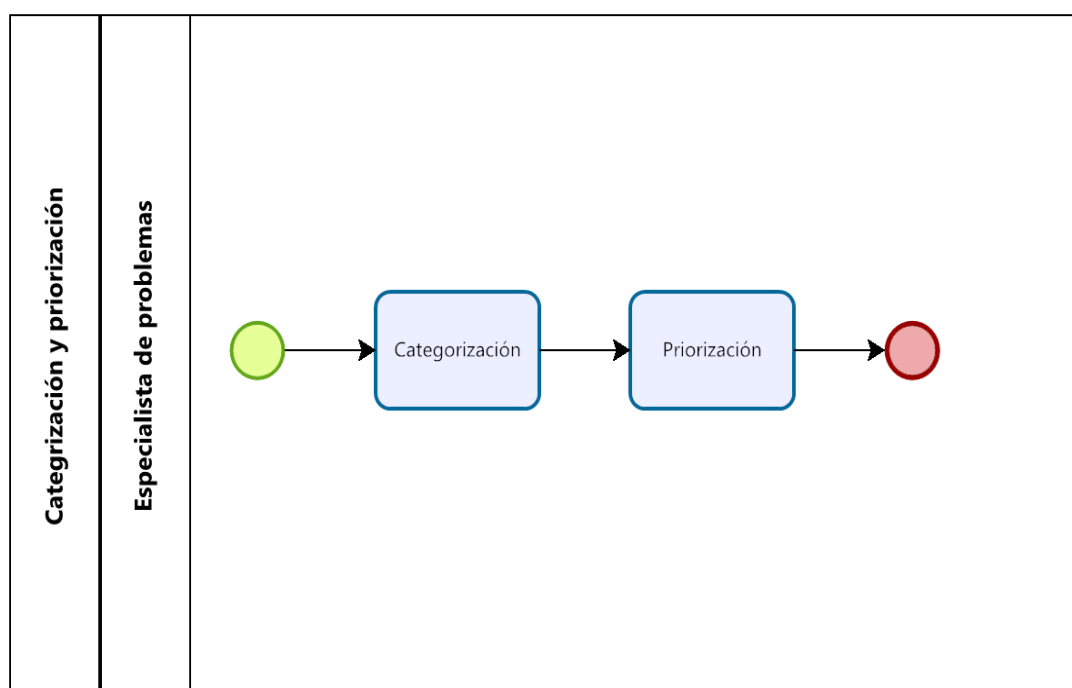 Categrización y priorización
Especialista de problemas
Categorización
Priorización